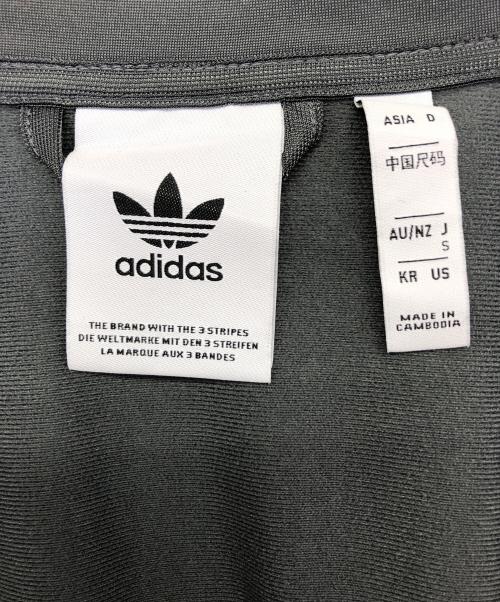 adidas
THE BRAND WITH THE 3 STRIPES
DIE WELTMARKE MIT DEN 3 STREIFEN
LA MARQUE AUX 3 BANDES
ASIA D
中国尺码
AU/NZ J
S
KR US
MADE IN
CAMBODIA